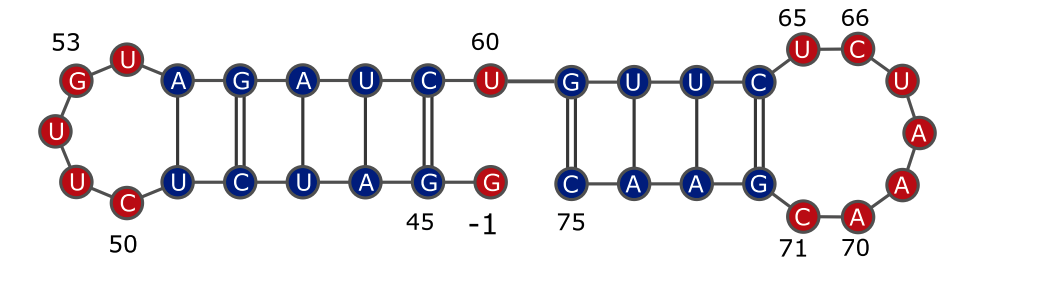 65 66
53 60
U C
G U A G A U C U G U U C U
U A
U C U C U A G G C A A G A
C C A
50 45 -1 75 71 70